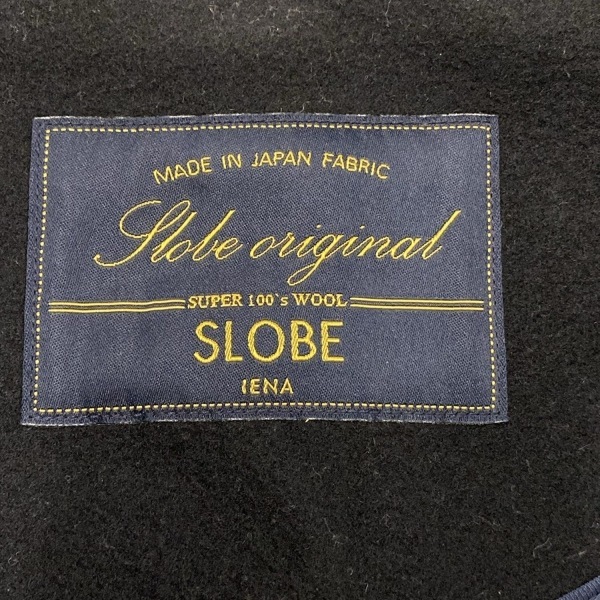 MADE IN JAPAN FABRIC
Slobe original
SUPER 100`s WOOL
SLOBE
IENA